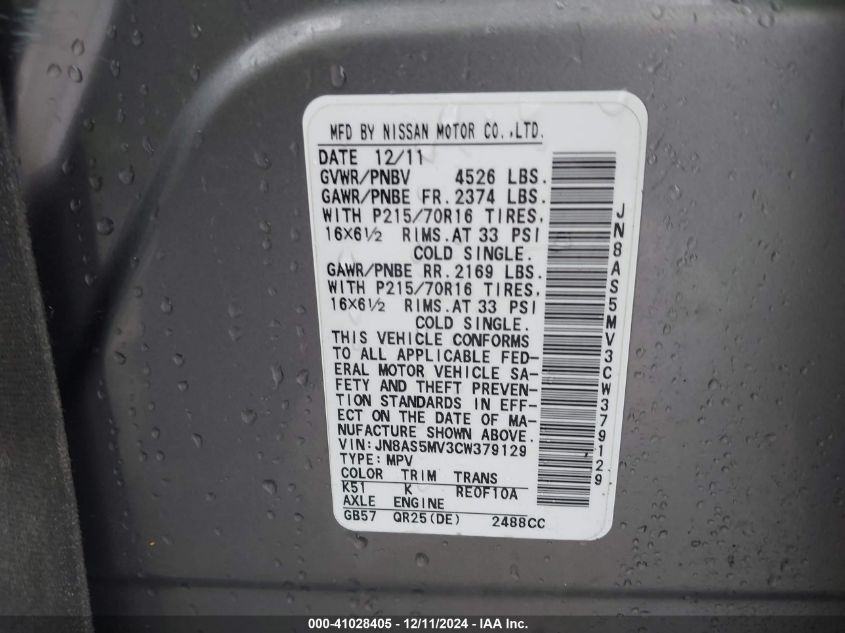 MFD BY NISSAN MOTOR CO.,LTD.
DATE 12/11
GVWR/PNBV 4526 LBS.
GAWR/PNBE FR. 2374 LBS.
WITH P215/70R16 TIRES.
16X6½ RIMS.AT 33 PSI
COLD SINGLE.
GAWR/PNBE RR. 2169 LBS.
WITH P215/70R16 TIRES.
16X6½ RIMS.AT 33 PSI
COLD SINGLE.
THIS VEHICLE CONFORMS
TO ALL APPLICABLE FED-
ERAL MOTOR VEHICLE SA-
FETY AND THEFT PREVEN-
TION STANDARDS IN EFF-
ECT ON THE DATE OF MA-
NUFACTURE SHOWN ABOVE.
VIN:JN8AS5MV3CW379129
TYPE:MPV
COLOR TRIM TRANS
K51 K RE0F10A
AXLE ENGINE
GB57 QR25(DE) 2488CC
JN8AS5MV3CW379129
000-41028405 - 12/11/2024 - IAA Inc.